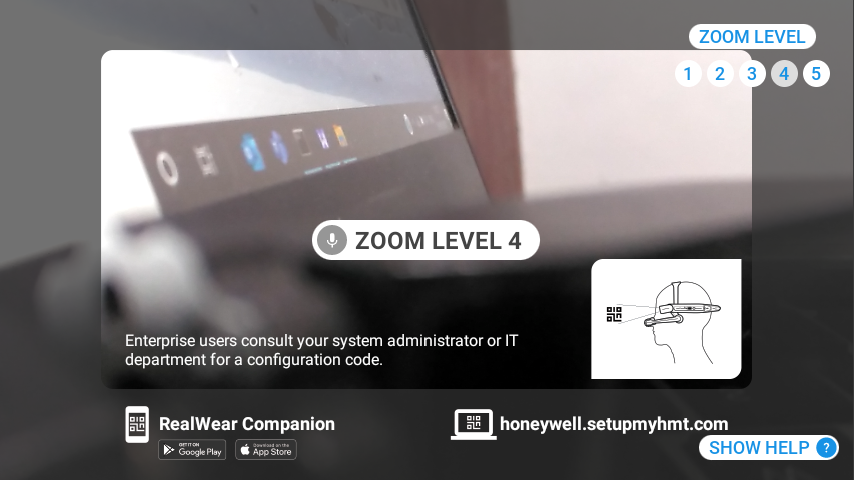 ZOOM LEVEL
1 2 3 4 5
ZOOM LEVEL 4
Enterprise users consult your system administrator or IT
department for a configuration code.
RealWear Companion
GET IT ON
Google Play
Download on the
App Store
honeywell.setupmyhmt.com
SHOW HELP ?